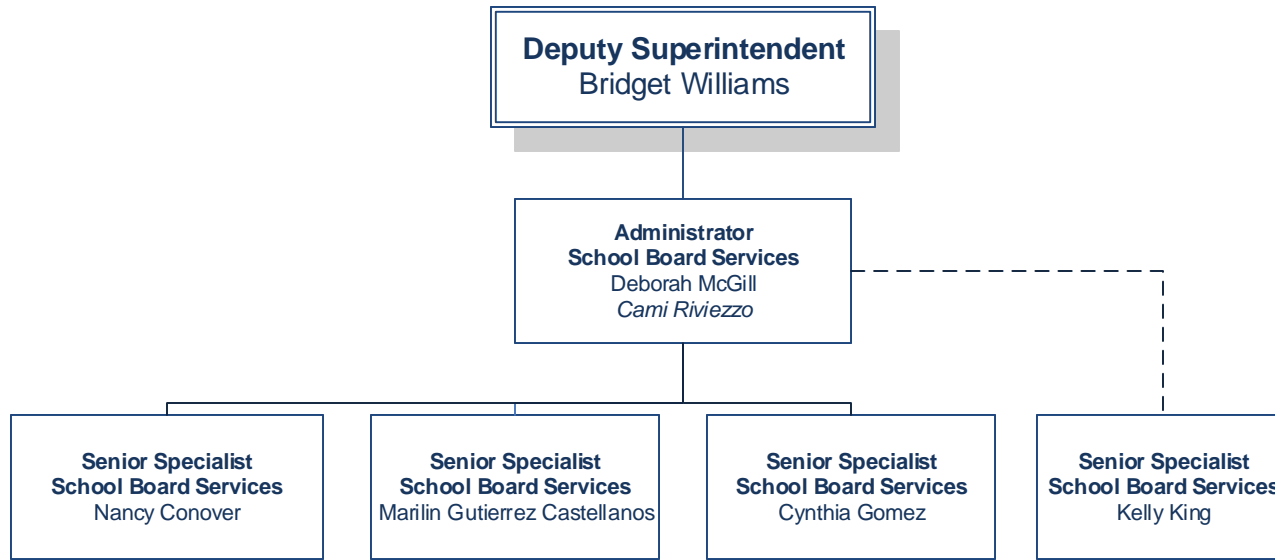 Deputy Superintendent
Bridget Williams
Administrator
School Board Services
Deborah McGill
Cami Riviezzo
Senior Specialist
School Board Services
Nancy Conover
Senior Specialist
School Board Services
Marilin Gutierrez Castellanos
Senior Specialist
School Board Services
Cynthia Gomez
Senior Specialist
School Board Services
Kelly King